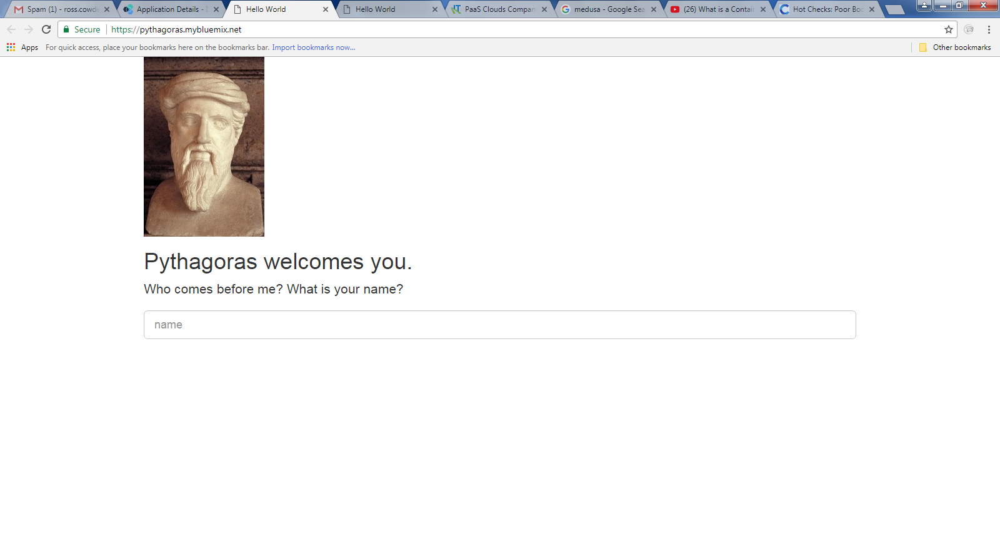 Spam (1) - ross.cowd
Application Details -
Hello World
Hello World
PaaS Clouds Compan
medusa - Google Sea
(26) What is a Contain
Hot Checks: Poor Boo
Secure
https://pythagoras.mybluemix.net
Apps
For quick access, place your bookmarks here on the bookmarks bar. Import bookmarks now...
Other bookmarks
Pythagoras welcomes you.
Who comes before me? What is your name?
name